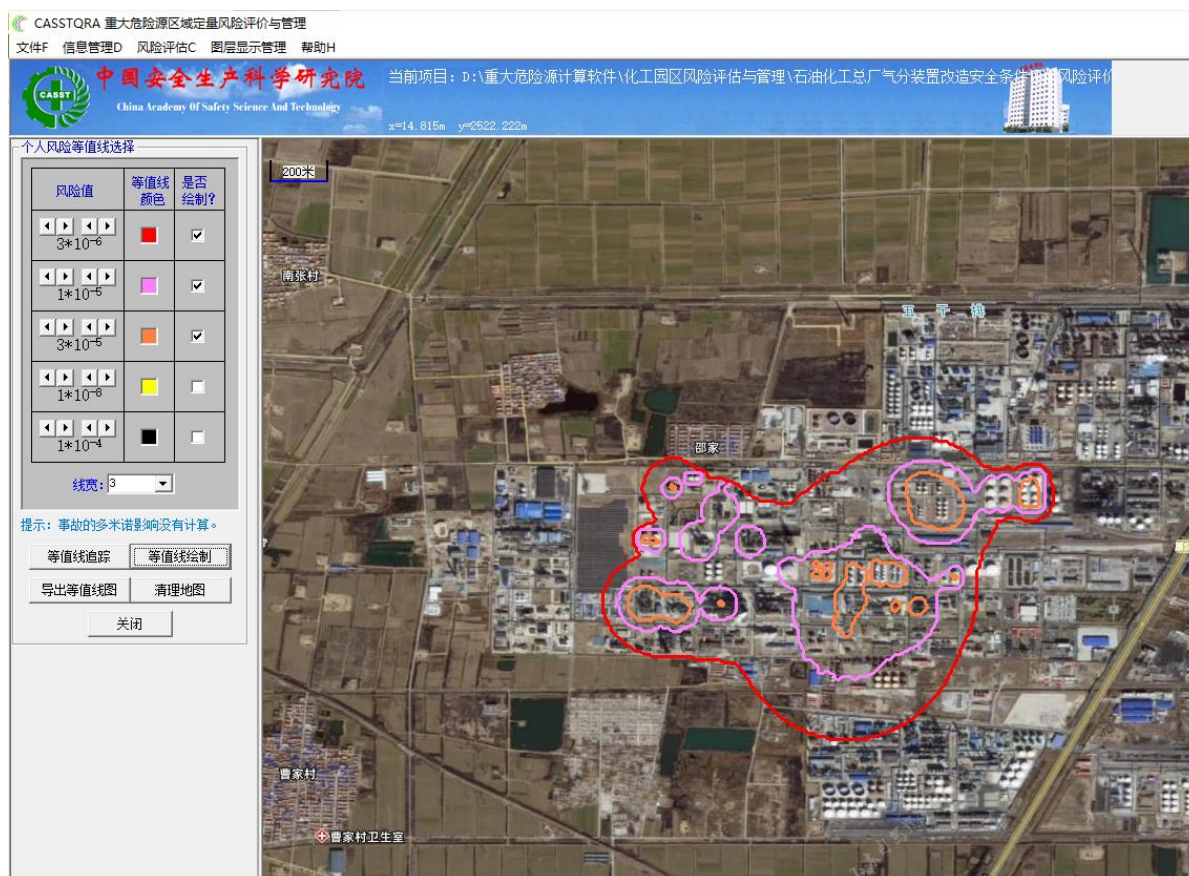 CASSTQRA 重大危险源区域定量风险评价与管理
文件F 信息管理D 风险评估C 图层显示管理 帮助H
CASST
中国安全生产科学研究院
China Academy Of Safety Science And Technology
当前项目：D:\重大危险源计算软件\化工园区风险评估与管理\石油化工总厂气分装置改造安全条件
风险评价
x=14.815m y=2522.222m
个人风险等值线选择
风险值 等值线颜色 是否绘制?
3*10-6
1*10-5
3*10-5
1*10-8
1*10-4
线宽: 3
提示: 事故的多米诺影响没有计算。
等值线追踪 等值线绘制
导出等值线图 清理地图
关闭
200米
南张村
五 干 排
邵家
曹家村
曹家村卫生室